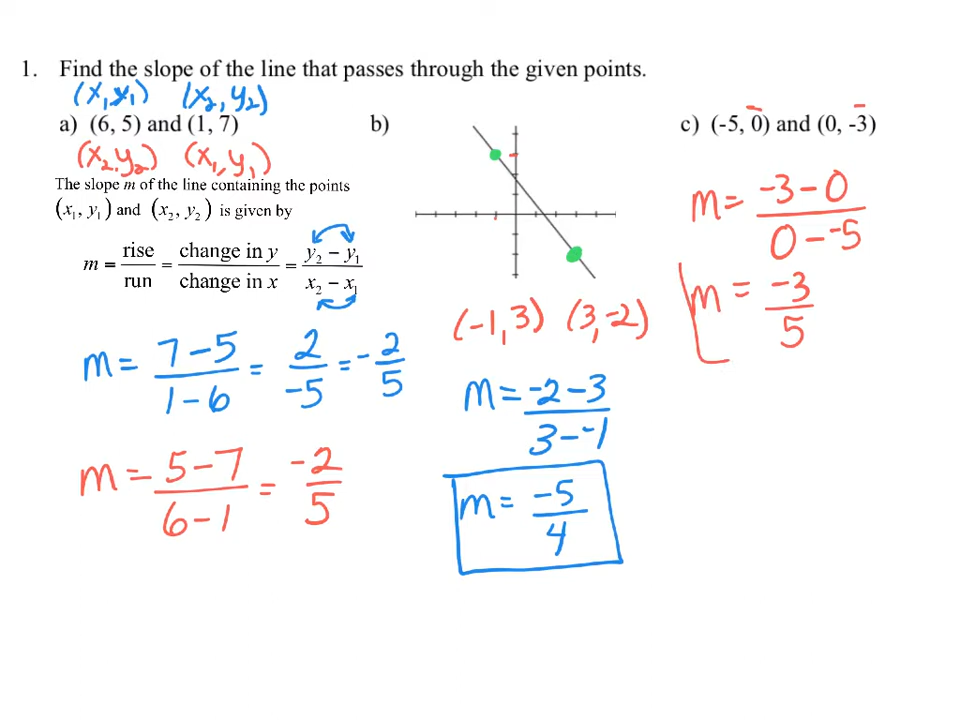 1. Find the slope of the line that passes through the given points.
(x₁, y₁) (x₂, y₂)
a) (6, 5) and (1, 7)
(x₂, y₂) (x₁, y₁)
The slope m of the line containing the points
(x₁, y₁) and (x₂, y₂) is given by
m = rise/run = change in y/change in x = y₂ − y₁/x₂ − x₁
m = 7−5/1−6 = 2/−5 = −2/5
m = 5−7/6−1 = −2/5
b)
(−1, 3) (3, −2)
m = −2−3/3−−1
m = −5/4
c) (-5, 0) and (0, -3)
m = −3−0/0−−5
m = −3/5